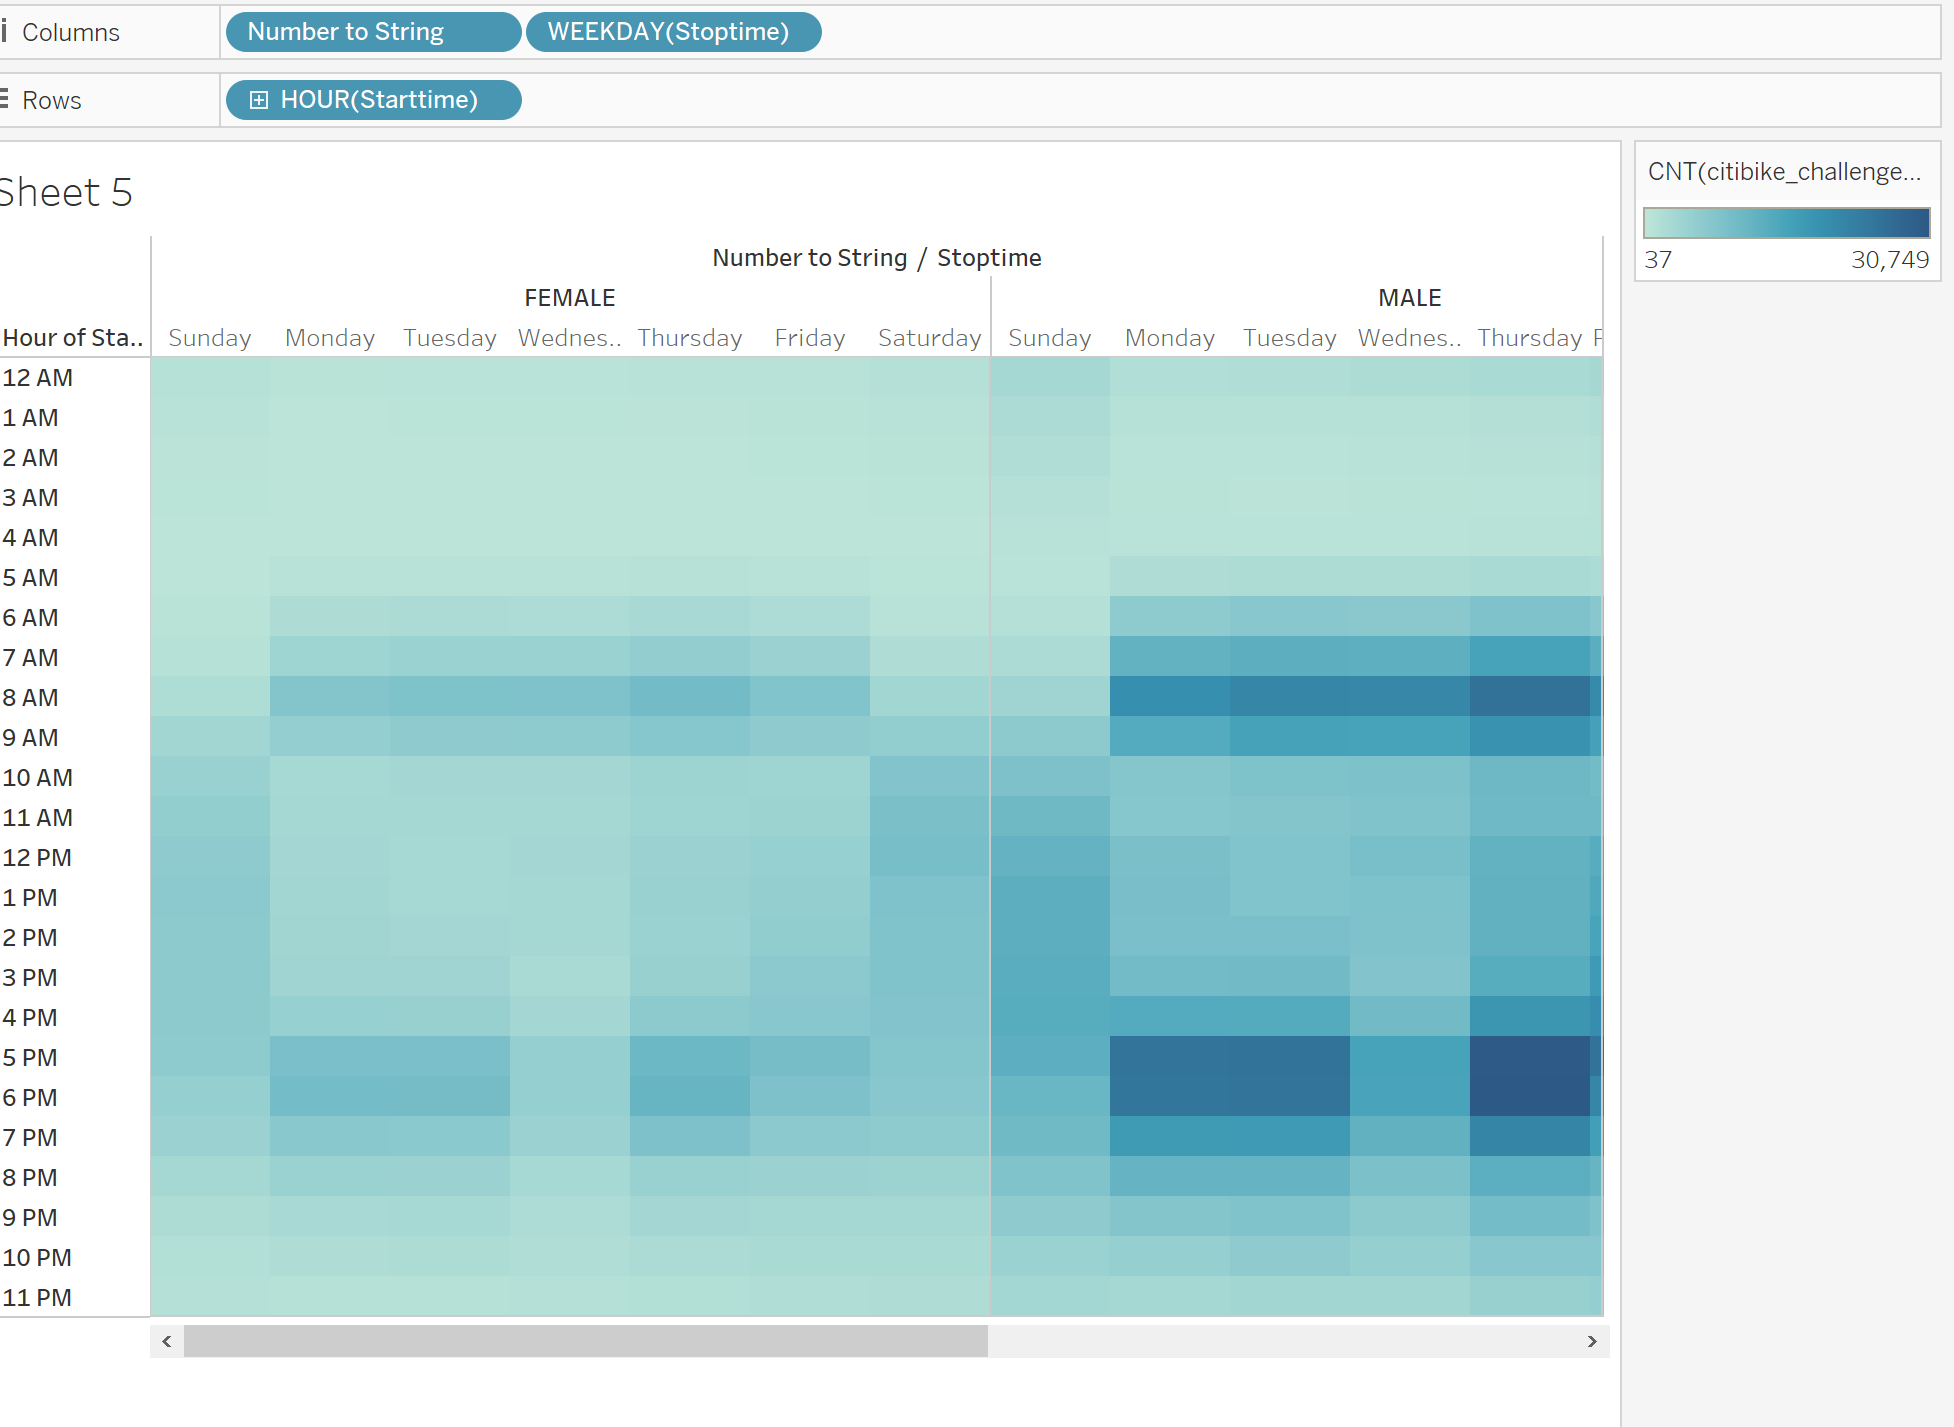 Columns Number to String WEEKDAY(Stoptime)
Rows HOUR(Starttime)
Sheet 5
CNT(citibike_challenge...
37 30,749
Number to String / Stoptime
FEMALE MALE
Hour of Sta.. Sunday Monday Tuesday Wednes.. Thursday Friday Saturday Sunday Monday Tuesday Wednes.. Thursday F
12 AM
1 AM
2 AM
3 AM
4 AM
5 AM
6 AM
7 AM
8 AM
9 AM
10 AM
11 AM
12 PM
1 PM
2 PM
3 PM
4 PM
5 PM
6 PM
7 PM
8 PM
9 PM
10 PM
11 PM